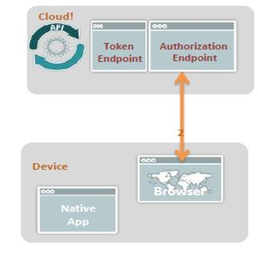 Cloud!
API
Token
Endpoint
Authorization
Endpoint
2
Device
Browser
Native
App